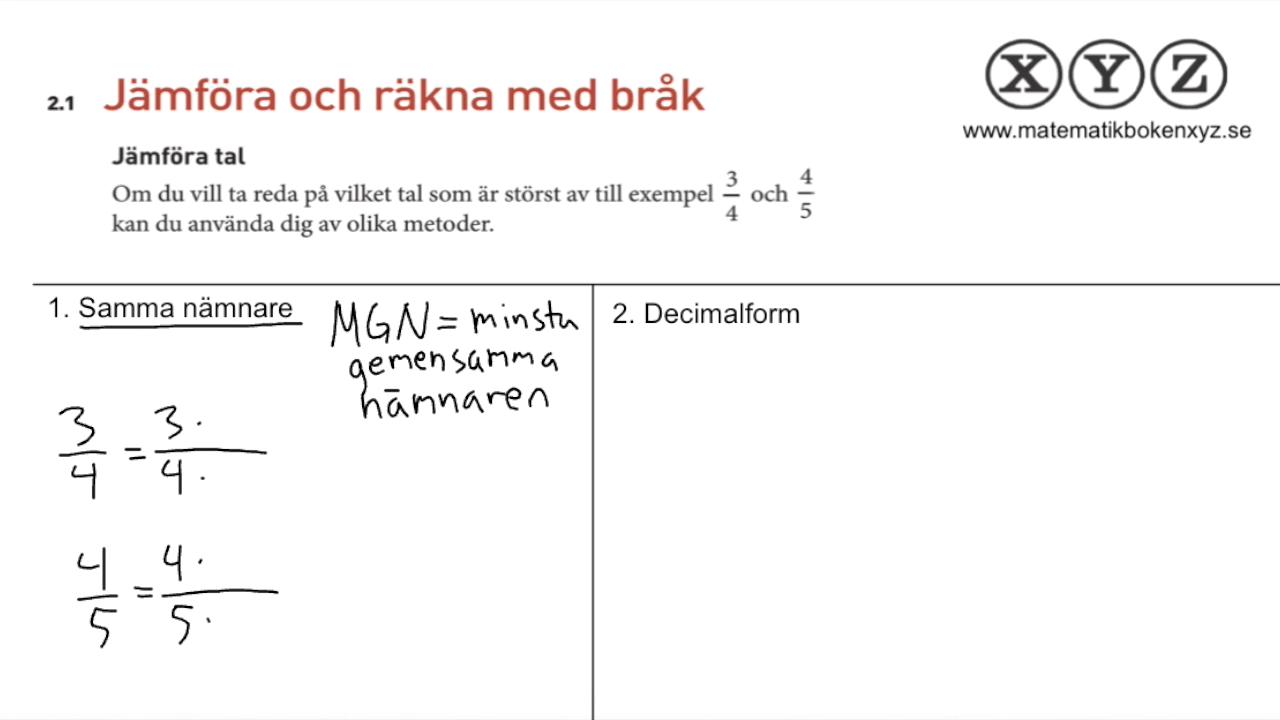 2.1 Jämföra och räkna med bråk
X Y Z
www.matematikbokenxyz.se
Jämföra tal
Om du vill ta reda på vilket tal som är störst av till exempel 3/4 och 4/5
kan du använda dig av olika metoder.
1. Samma nämnare
MGN = minsta
gemensamma
nämnaren
3/4 = 3· / 4·
4/5 = 4· / 5·
2. Decimalform